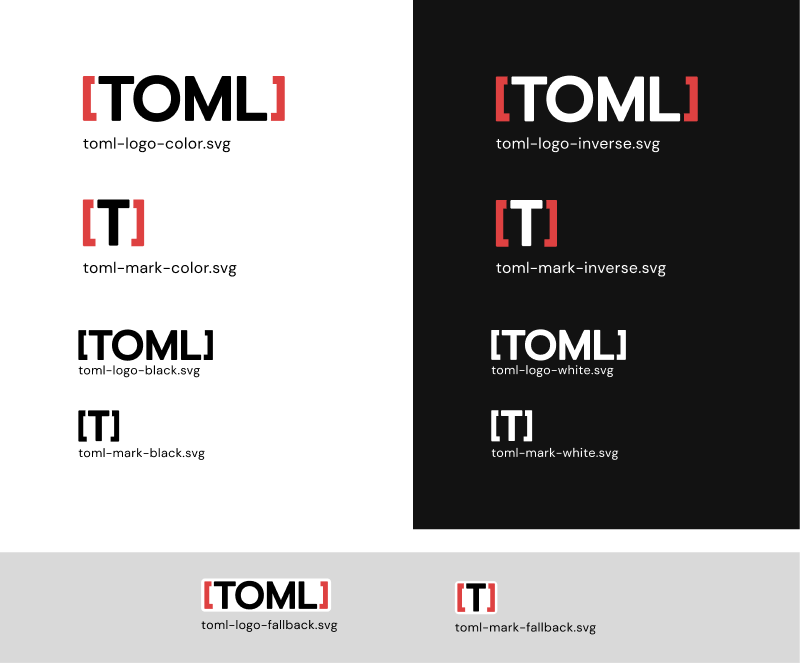 [TOML]
toml-logo-color.svg
[T]
toml-mark-color.svg
[TOML]
toml-logo-black.svg
[T]
toml-mark-black.svg
[TOML]
toml-logo-inverse.svg
[T]
toml-mark-inverse.svg
[TOML]
toml-logo-white.svg
[T]
toml-mark-white.svg
[TOML]
toml-logo-fallback.svg
[T]
toml-mark-fallback.svg